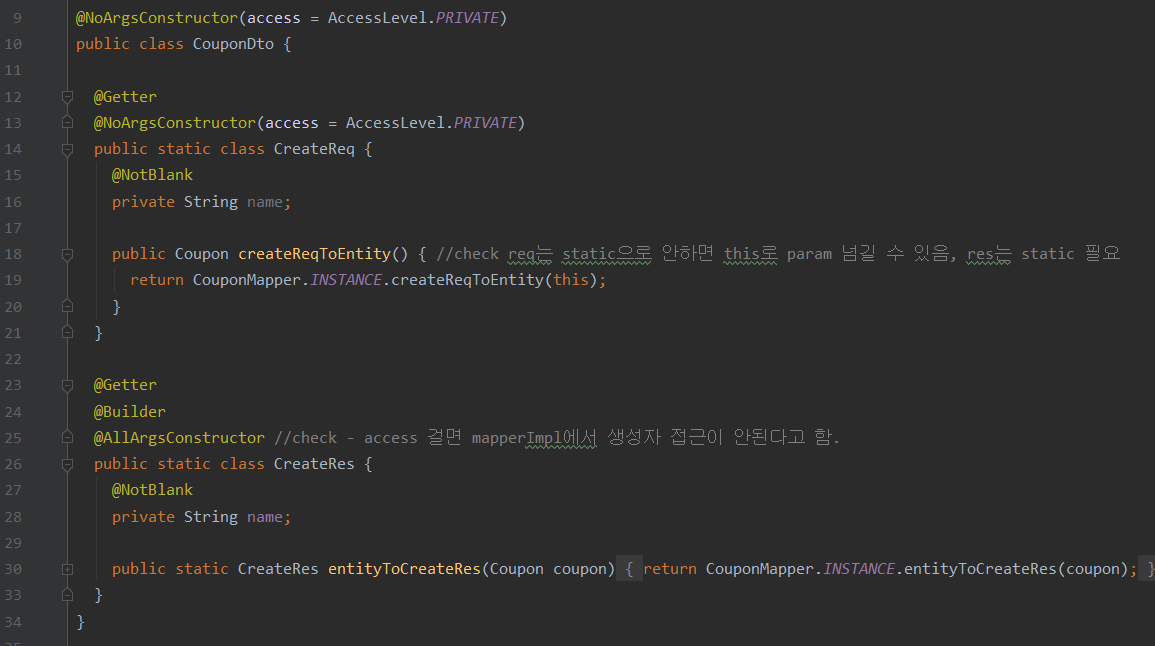 9 @NoArgsConstructor(access = AccessLevel.PRIVATE)
10 public class CouponDto {
11
12 @Getter
13 @NoArgsConstructor(access = AccessLevel.PRIVATE)
14 public static class CreateReq {
15 @NotBlank
16 private String name;
17
18 public Coupon createReqToEntity() { //check req는 static으로 안하면 this로 param 넘길 수 있음, res는 static 필요
19 return CouponMapper.INSTANCE.createReqToEntity(this);
20 }
21 }
22
23 @Getter
24 @Builder
25 @AllArgsConstructor //check - access 걸면 mapperImpl에서 생성자 접근이 안된다고 함.
26 public static class CreateRes {
27 @NotBlank
28 private String name;
29
30 public static CreateRes entityToCreateRes(Coupon coupon) { return CouponMapper.INSTANCE.entityToCreateRes(coupon); }
33 }
34 }